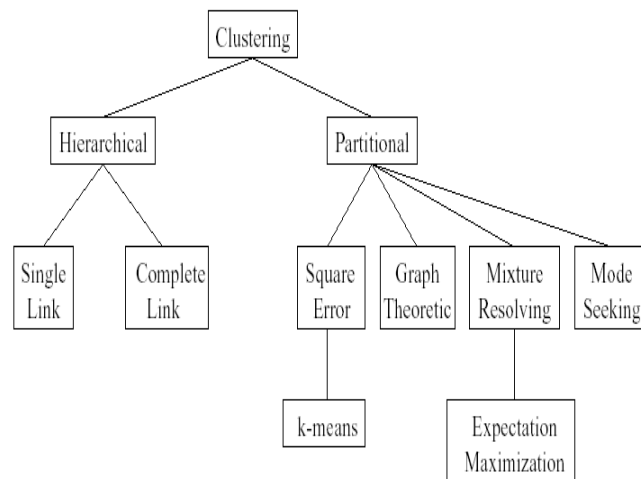 Clustering
Hierarchical
Partitional
Single
Link
Complete
Link
Square
Error
Graph
Theoretic
Mixture
Resolving
Mode
Seeking
k-means
Expectation
Maximization